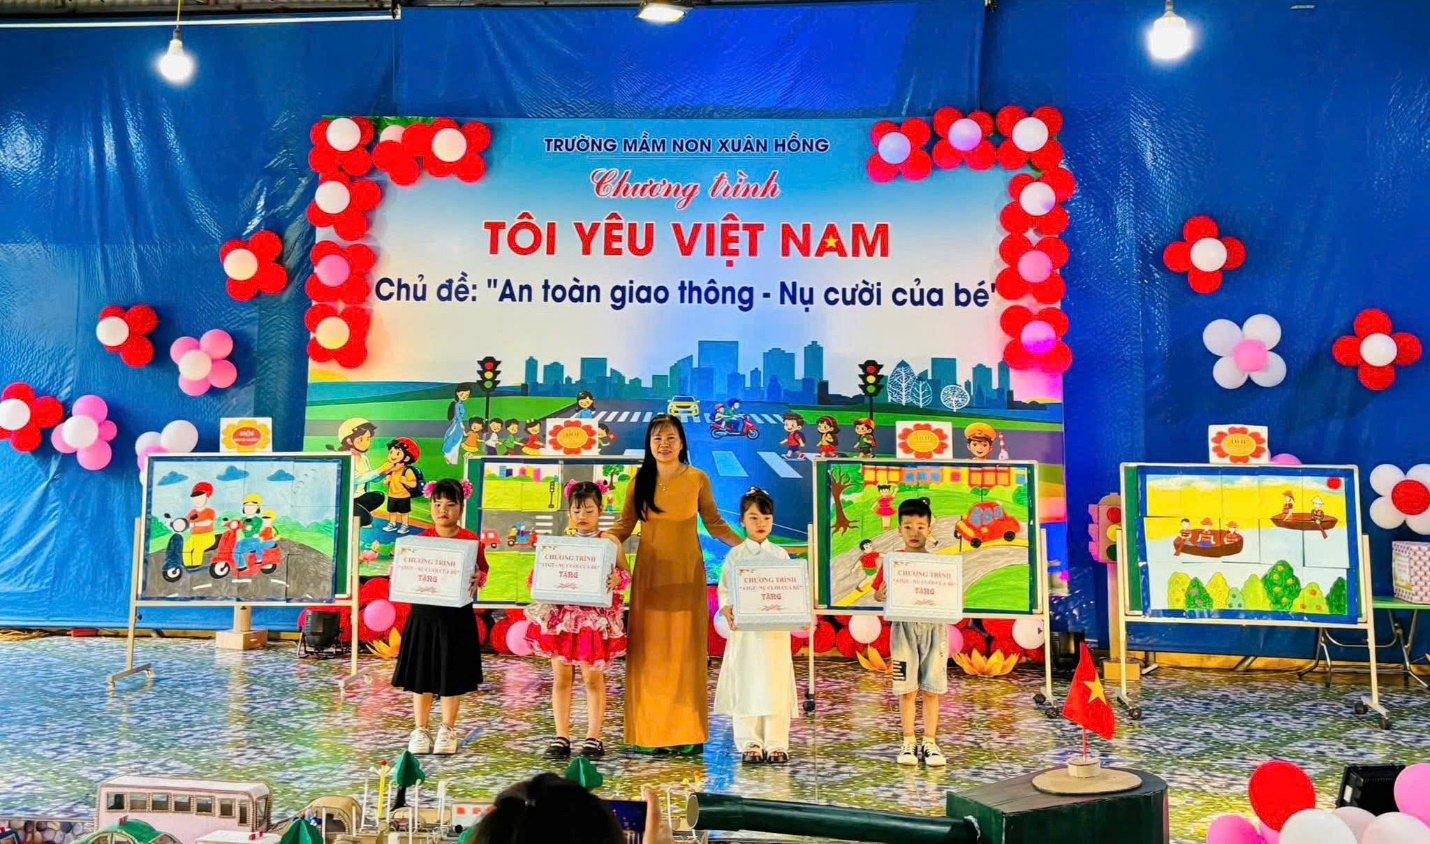 TRƯỜNG MẦM NON XUÂN HỒNG
Chương trình
TÔI YÊU VIỆT NAM
Chủ đề: "An toàn giao thông - Nụ cười của bé"
CHƯƠNG TRÌNH
TẶNG
CHƯƠNG TRÌNH
TẶNG
CHƯƠNG TRÌNH
TẶNG
CHƯƠNG TRÌNH
TẶNG